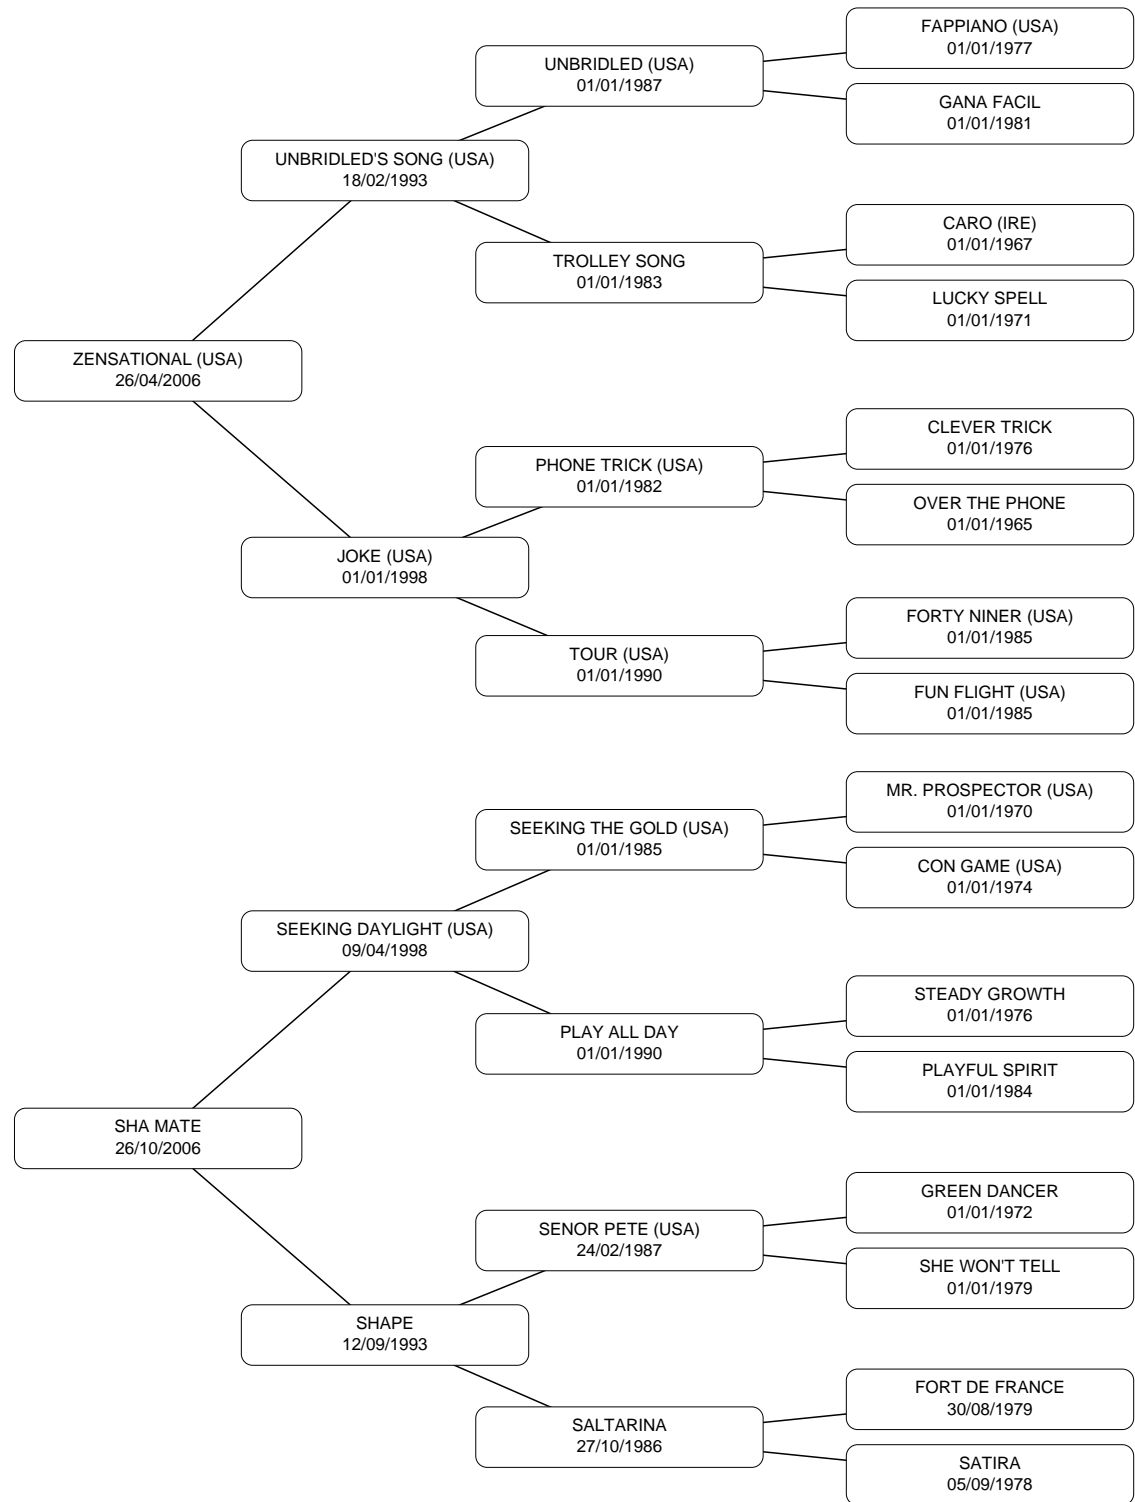 FAPPIANO (USA)
01/01/1977
UNBRIDLED (USA)
01/01/1987
GANA FACIL
01/01/1981
UNBRIDLED'S SONG (USA)
18/02/1993
CARO (IRE)
01/01/1967
TROLLEY SONG
01/01/1983
LUCKY SPELL
01/01/1971
ZENSATIONAL (USA)
26/04/2006
CLEVER TRICK
01/01/1976
PHONE TRICK (USA)
01/01/1982
OVER THE PHONE
01/01/1965
JOKE (USA)
01/01/1998
FORTY NINER (USA)
01/01/1985
TOUR (USA)
01/01/1990
FUN FLIGHT (USA)
01/01/1985
MR. PROSPECTOR (USA)
01/01/1970
SEEKING THE GOLD (USA)
01/01/1985
CON GAME (USA)
01/01/1974
SEEKING DAYLIGHT (USA)
09/04/1998
STEADY GROWTH
01/01/1976
PLAY ALL DAY
01/01/1990
PLAYFUL SPIRIT
01/01/1984
SHA MATE
26/10/2006
GREEN DANCER
01/01/1972
SENOR PETE (USA)
24/02/1987
SHE WON'T TELL
01/01/1979
SHAPE
12/09/1993
FORT DE FRANCE
30/08/1979
SALTARINA
27/10/1986
SATIRA
05/09/1978